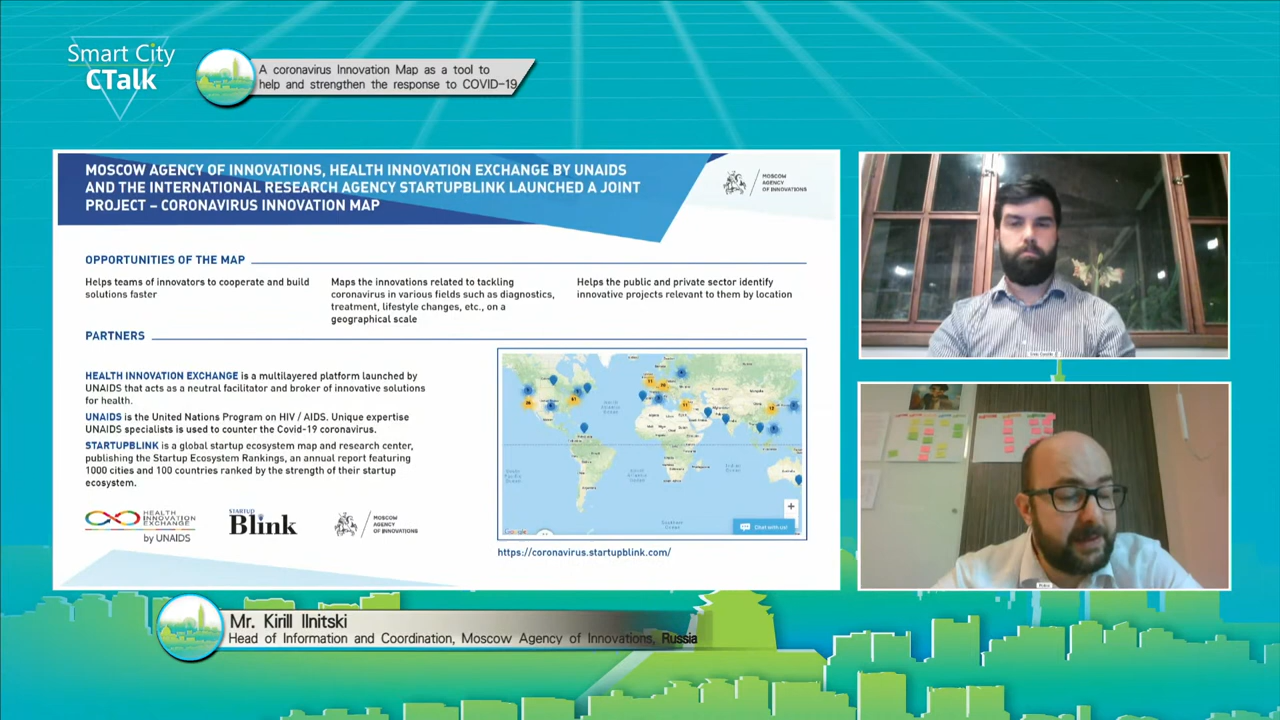 Smart City
CTalk
A coronavirus Innovation Map as a tool to
help and strengthen the response to COVID-19
MOSCOW AGENCY OF INNOVATIONS, HEALTH INNOVATION EXCHANGE BY UNAIDS
AND THE INTERNATIONAL RESEARCH AGENCY STARTUPBLINK LAUNCHED A JOINT
PROJECT – CORONAVIRUS INNOVATION MAP
MOSCOW
AGENCY
OF INNOVATIONS
OPPORTUNITIES OF THE MAP
Helps teams of innovators to cooperate and build
solutions faster
Maps the innovations related to tackling
coronavirus in various fields such as diagnostics,
treatment, lifestyle changes, etc., on a
geographical scale
Helps the public and private sector identify
innovative projects relevant to them by location
PARTNERS
HEALTH INNOVATION EXCHANGE is a multilayered platform launched by
UNAIDS that acts as a neutral facilitator and broker of innovative solutions
for health.
UNAIDS is the United Nations Program on HIV / AIDS. Unique expertise
UNAIDS specialists is used to counter the Covid-19 coronavirus.
STARTUPBLINK is a global startup ecosystem map and research center,
publishing the Startup Ecosystem Rankings, an annual report featuring
1000 cities and 100 countries ranked by the strength of their startup
ecosystem.
HEALTH
INNOVATION
EXCHANGE
by UNAIDS
STARTUP
Blink
MOSCOW
AGENCY
OF INNOVATIONS
Chat with us!
Google
https://coronavirus.startupblink.com/
Mr. Kirill Ilnitski
Head of Information and Coordination, Moscow Agency of Innovations, Russia